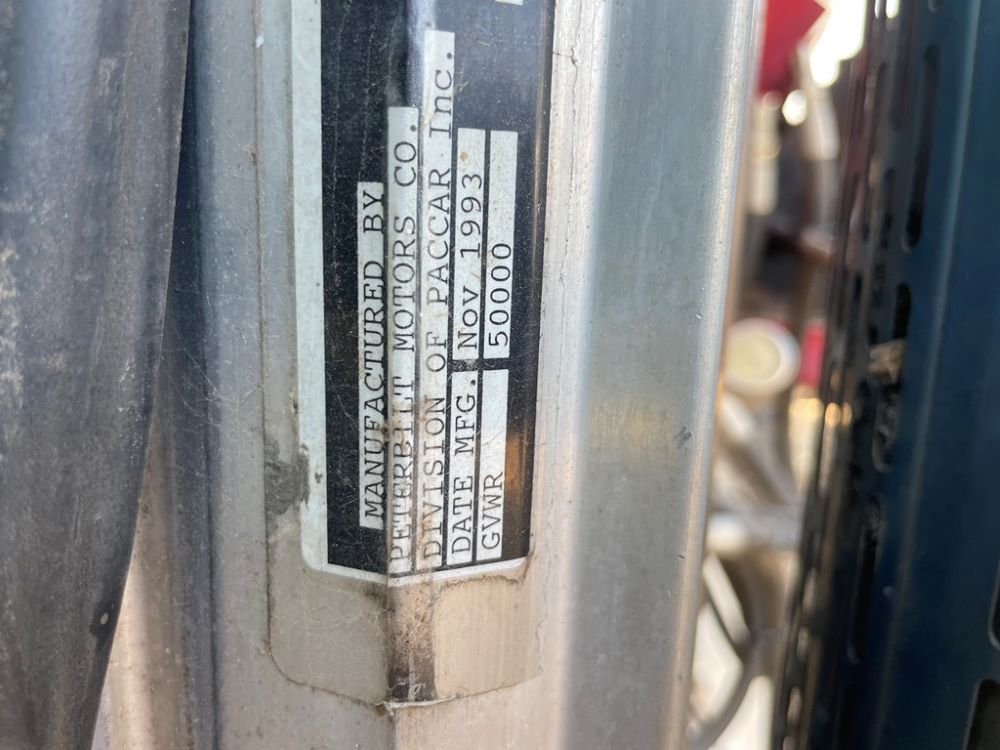 MANUFACTURED BY
PETERBILT MOTORS CO.
DIVISION OF PACCAR Inc.
DATE MFG. Nov 1993
GVWR 50000